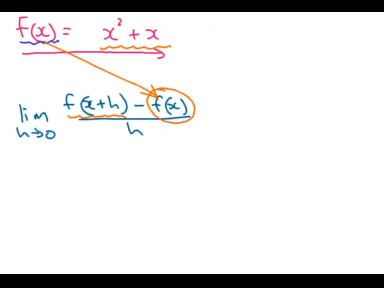 f(x) = x² + x
lim h→0 f(x+h) − f(x) / h